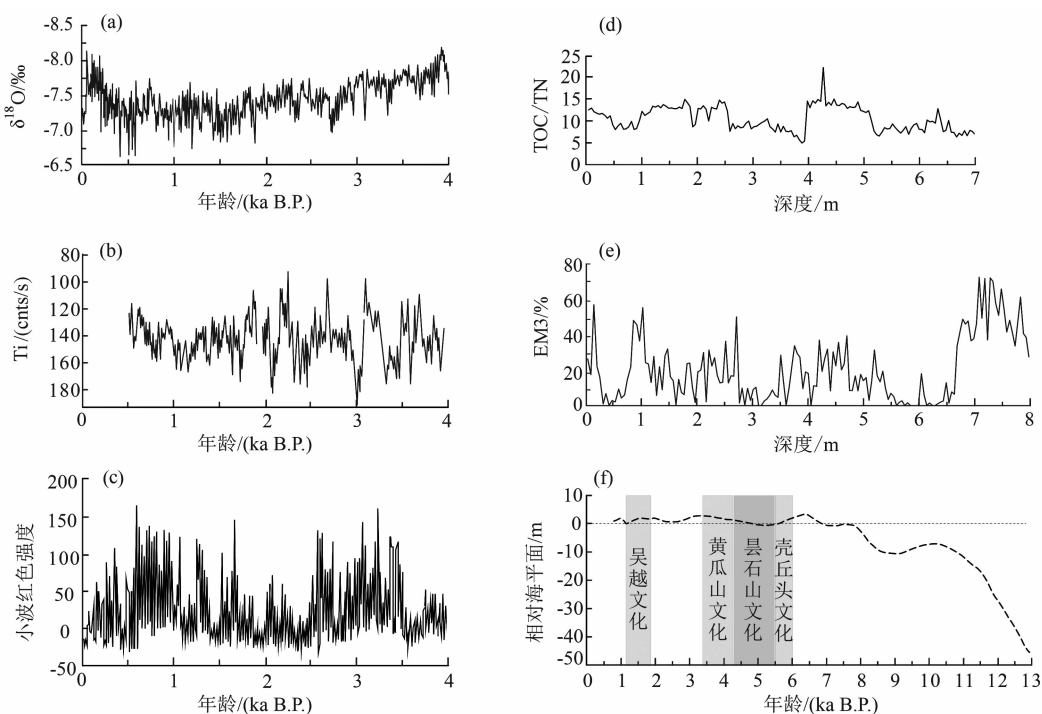 (a)
-8.5
-8.0
-7.5
-7.0
-6.5
δ¹⁸O/‰
0 1 2 3 4
年龄/(ka B.P.)
(b)
80
100
120
140
160
180
Ti /(cnts/s)
0 1 2 3 4
年龄/(ka B.P.)
(c)
200
150
100
50
0
-50
小波红色强度
0 1 2 3 4
年龄/(ka B.P.)
(d)
25
20
15
10
5
0
TOC/TN
0 1 2 3 4 5 6 7
深度/m
(e)
80
60
40
20
0
EM3/%
0 1 2 3 4 5 6 7 8
深度/m
(f)
10
0
-10
-20
-30
-40
-50
相对海平面/m
吴越文化
黄瓜山文化
昙石山文化
壳丘头文化
0 1 2 3 4 5 6 7 8 9 10 11 12 13
年龄/(ka B.P.)